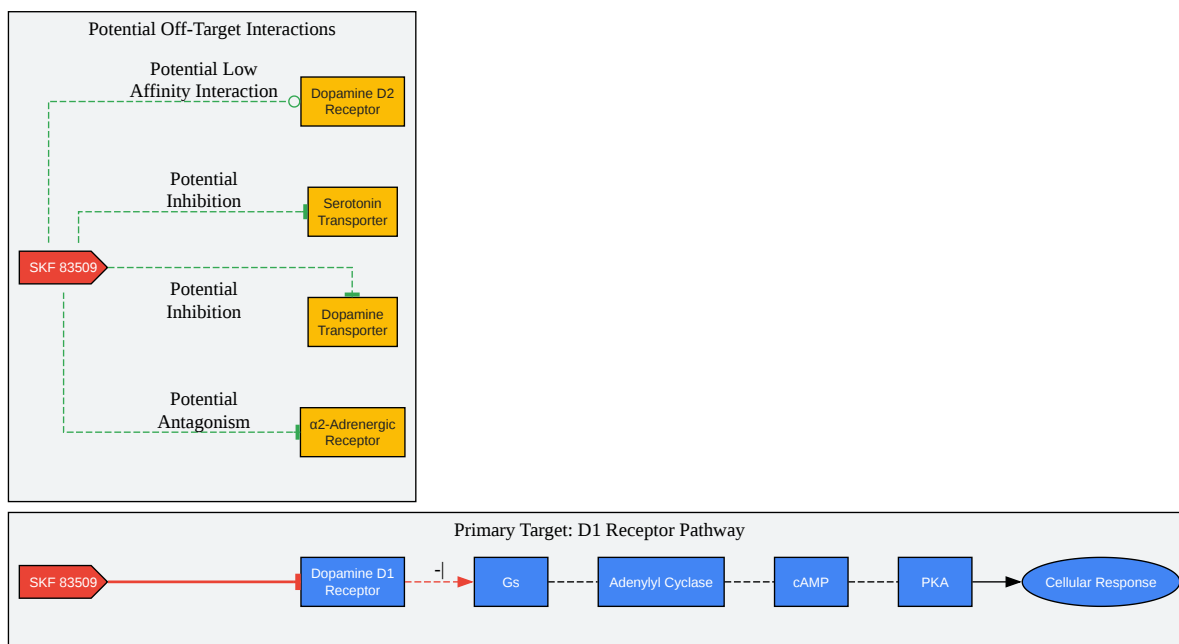 Potential Off-Target Interactions
Potential Low
Affinity Interaction
Dopamine D2
Receptor
Potential
Inhibition
Serotonin
Transporter
SKF 83509
Potential
Inhibition
Dopamine
Transporter
Potential
Antagonism
α2-Adrenergic
Receptor
Primary Target: D1 Receptor Pathway
SKF 83509
Dopamine D1
Receptor
-|
Gs
Adenylyl Cyclase
cAMP
PKA
Cellular Response